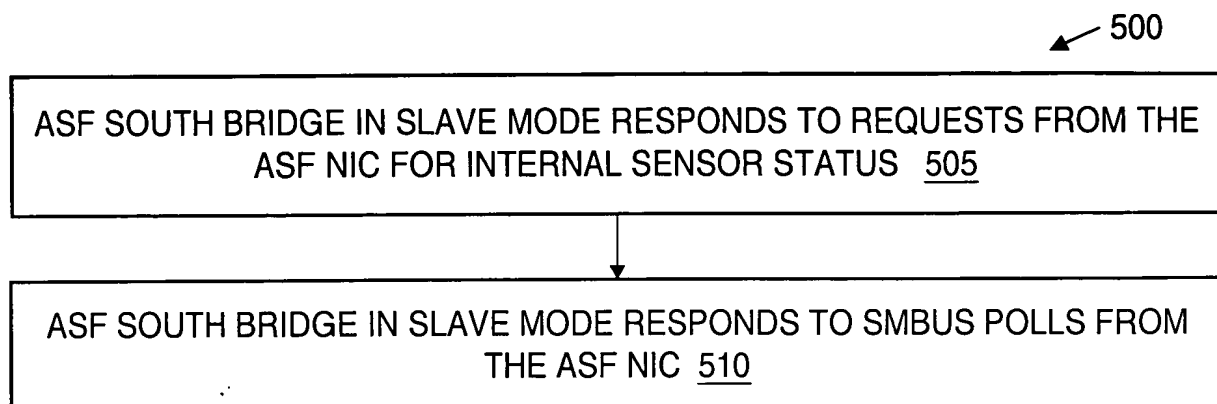 500
ASF SOUTH BRIDGE IN SLAVE MODE RESPONDS TO REQUESTS FROM THE
ASF NIC FOR INTERNAL SENSOR STATUS 505
ASF SOUTH BRIDGE IN SLAVE MODE RESPONDS TO SMBUS POLLS FROM
THE ASF NIC 510